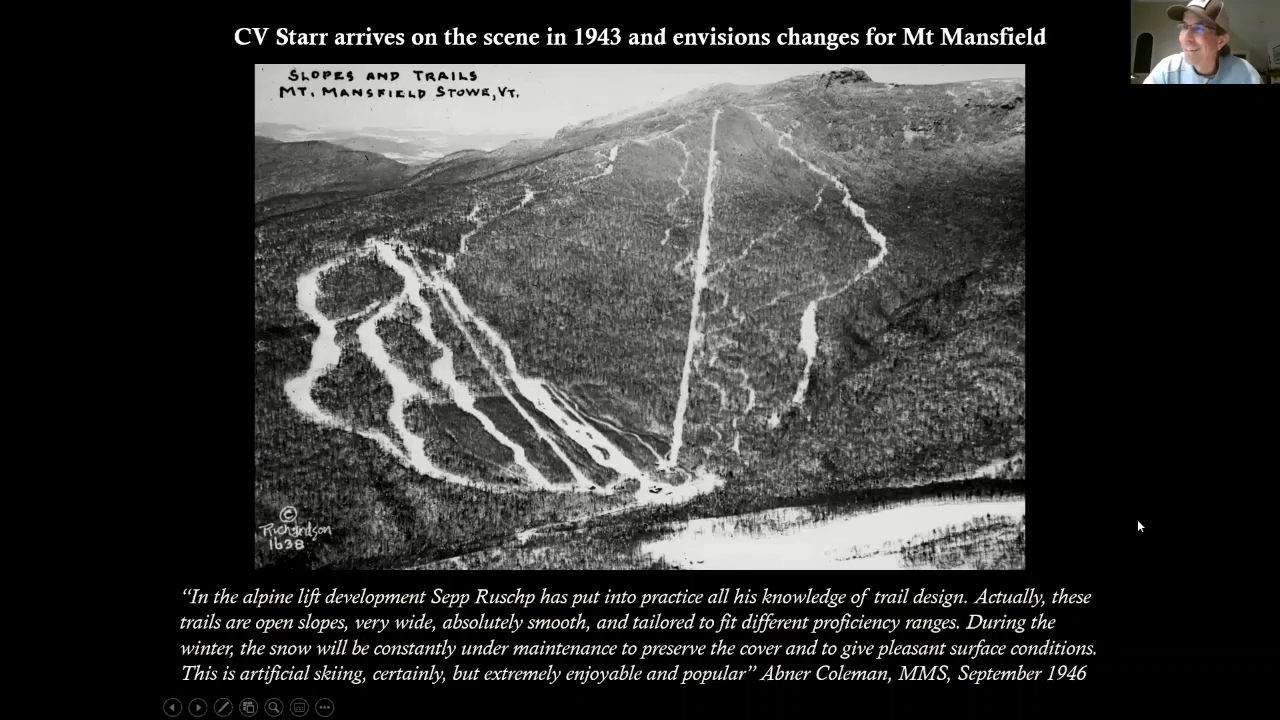 CV Starr arrives on the scene in 1943 and envisions changes for Mt Mansfield
SLOPES AND TRAILS
MT. MANSFIELD STOWE, VT.
©
Richardson
1638
“In the alpine lift development Sepp Ruschp has put into practice all his knowledge of trail design. Actually, these
trails are open slopes, very wide, absolutely smooth, and tailored to fit different proficiency ranges. During the
winter, the snow will be constantly under maintenance to preserve the cover and to give pleasant surface conditions.
This is artificial skiing, certainly, but extremely enjoyable and popular” Abner Coleman, MMS, September 1946